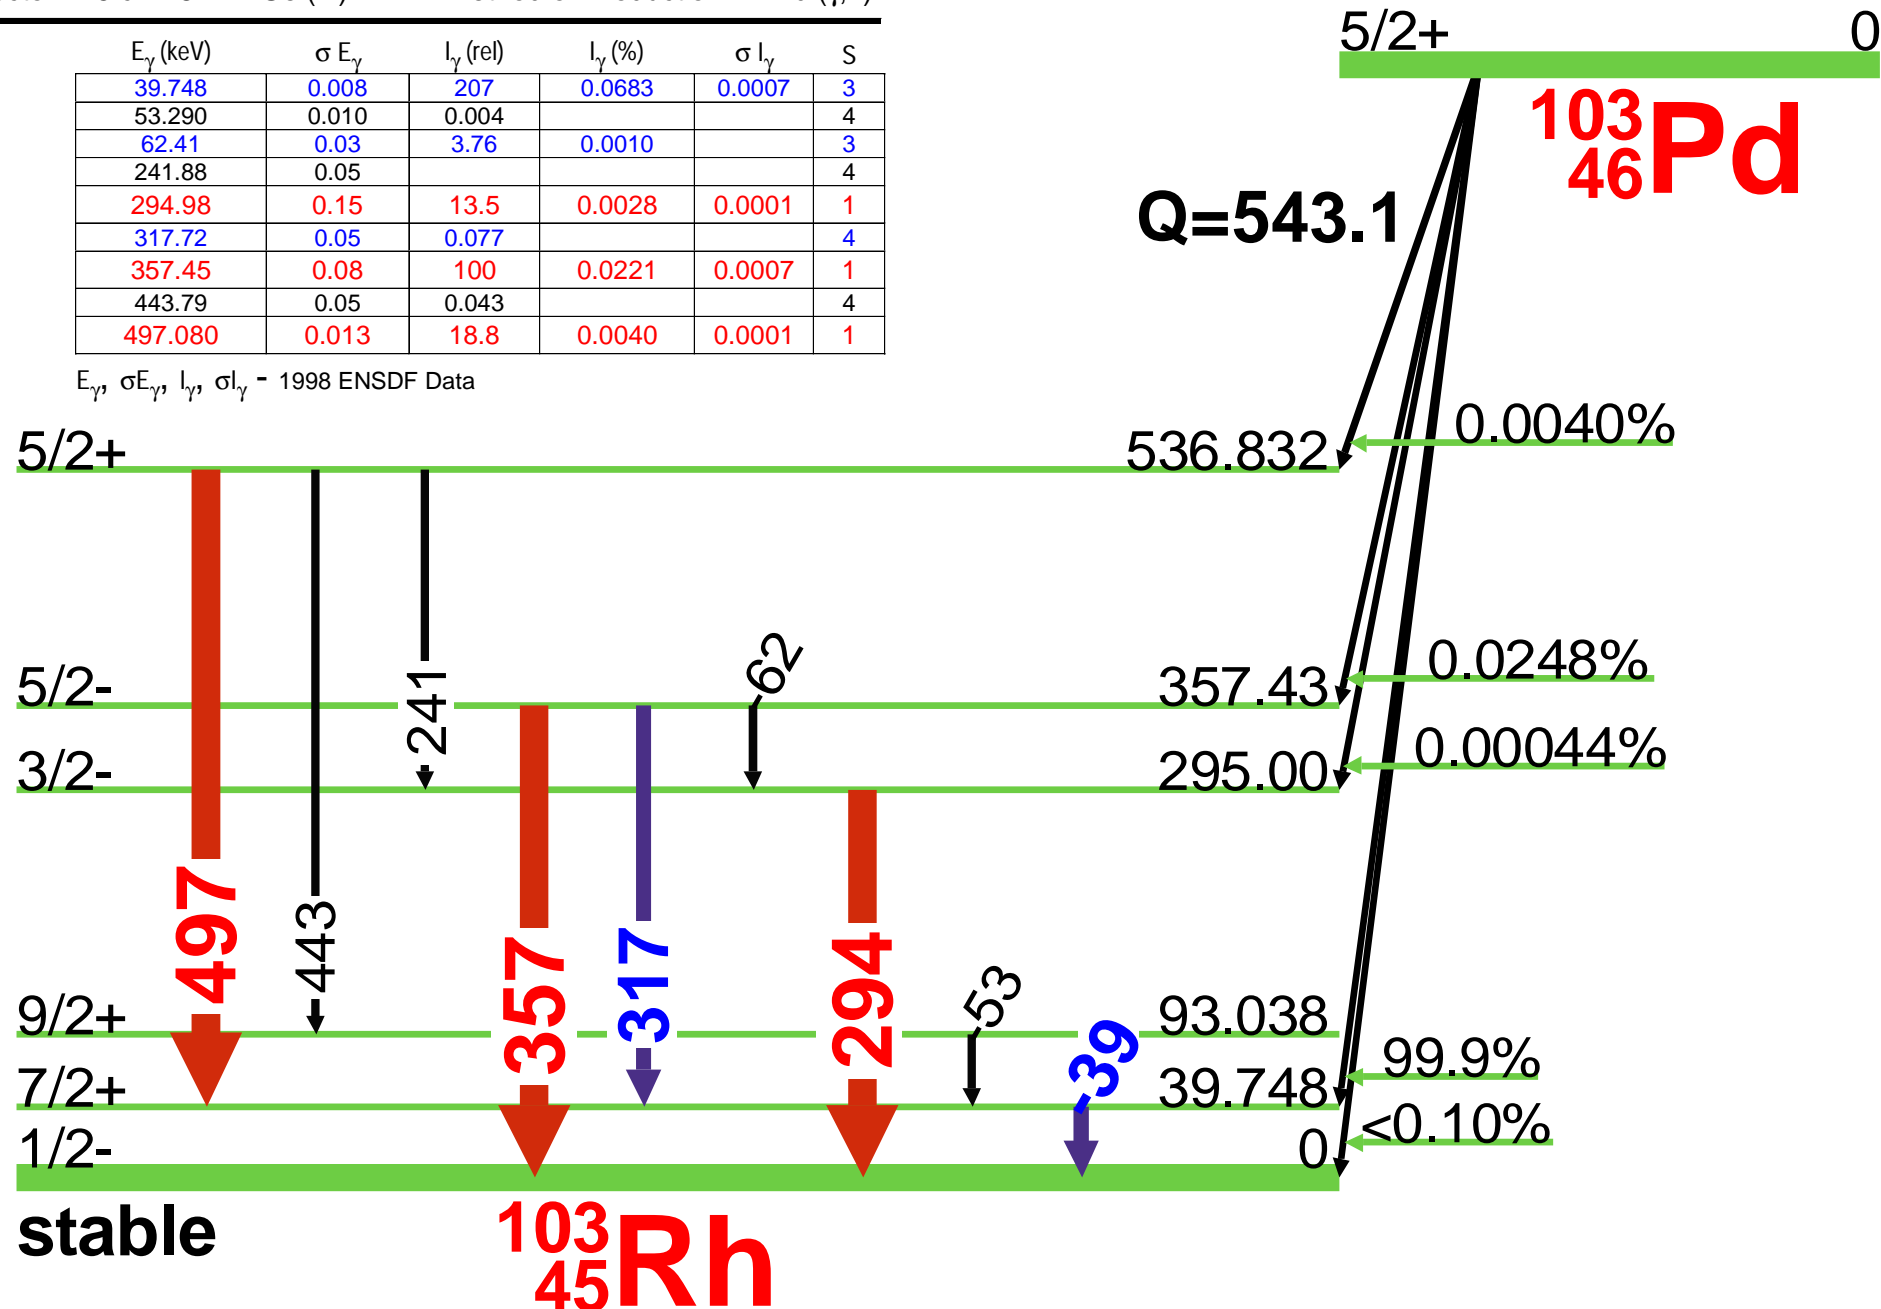 5/2+ 0
E᷊γ (keV) σ Eγ Iγ (rel) Iγ (%) σ Iγ S
39.748 0.008 207 0.0683 0.0007 3
53.290 0.010 0.004 4
62.41 0.03 3.76 0.0010 3
241.88 0.05 4
294.98 0.15 13.5 0.0028 0.0001 1
317.72 0.05 0.077 4
357.45 0.08 100 0.0221 0.0007 1
443.79 0.05 0.043 4
497.080 0.013 18.8 0.0040 0.0001 1
Eγ, σEγ, Iγ, σIγ - 1998 ENSDF Data
103
46Pd
Q=543.1
5/2+ 536.832 0.0040%
5/2- 357.43 0.0248%
3/2- 295.00 0.00044%
9/2+ 93.038
7/2+ 39.748 99.9%
1/2- 0 <0.10%
497
443
241
357
317
62
294
53
39
stable
103
45Rh